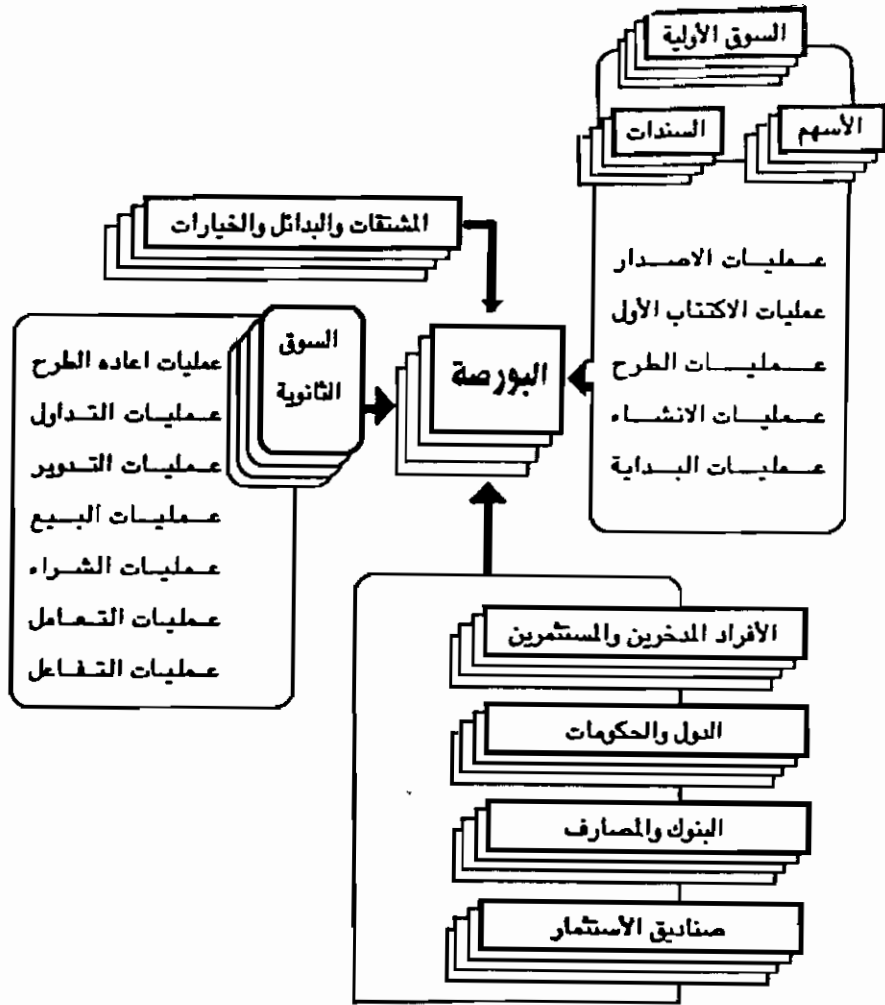 السوق الأولية
الأسهم
السندات
عمليات الاصدار
عمليات الاكتتاب الأول
عمليات الطرح
عمليات الانشاء
عمليات البداية
المشتقات والبدائل والخيارات
البورصة
السوق
الثانوية
عمليات اعاده الطرح
عمليات التداول
عمليات التدوير
عمليات البيع
عمليات الشراء
عمليات التعامل
عمليات التفاعل
الأفراد المدخرين والمستثمرين
الدول والحكومات
البنوك والمصارف
صناديق الأستثمار